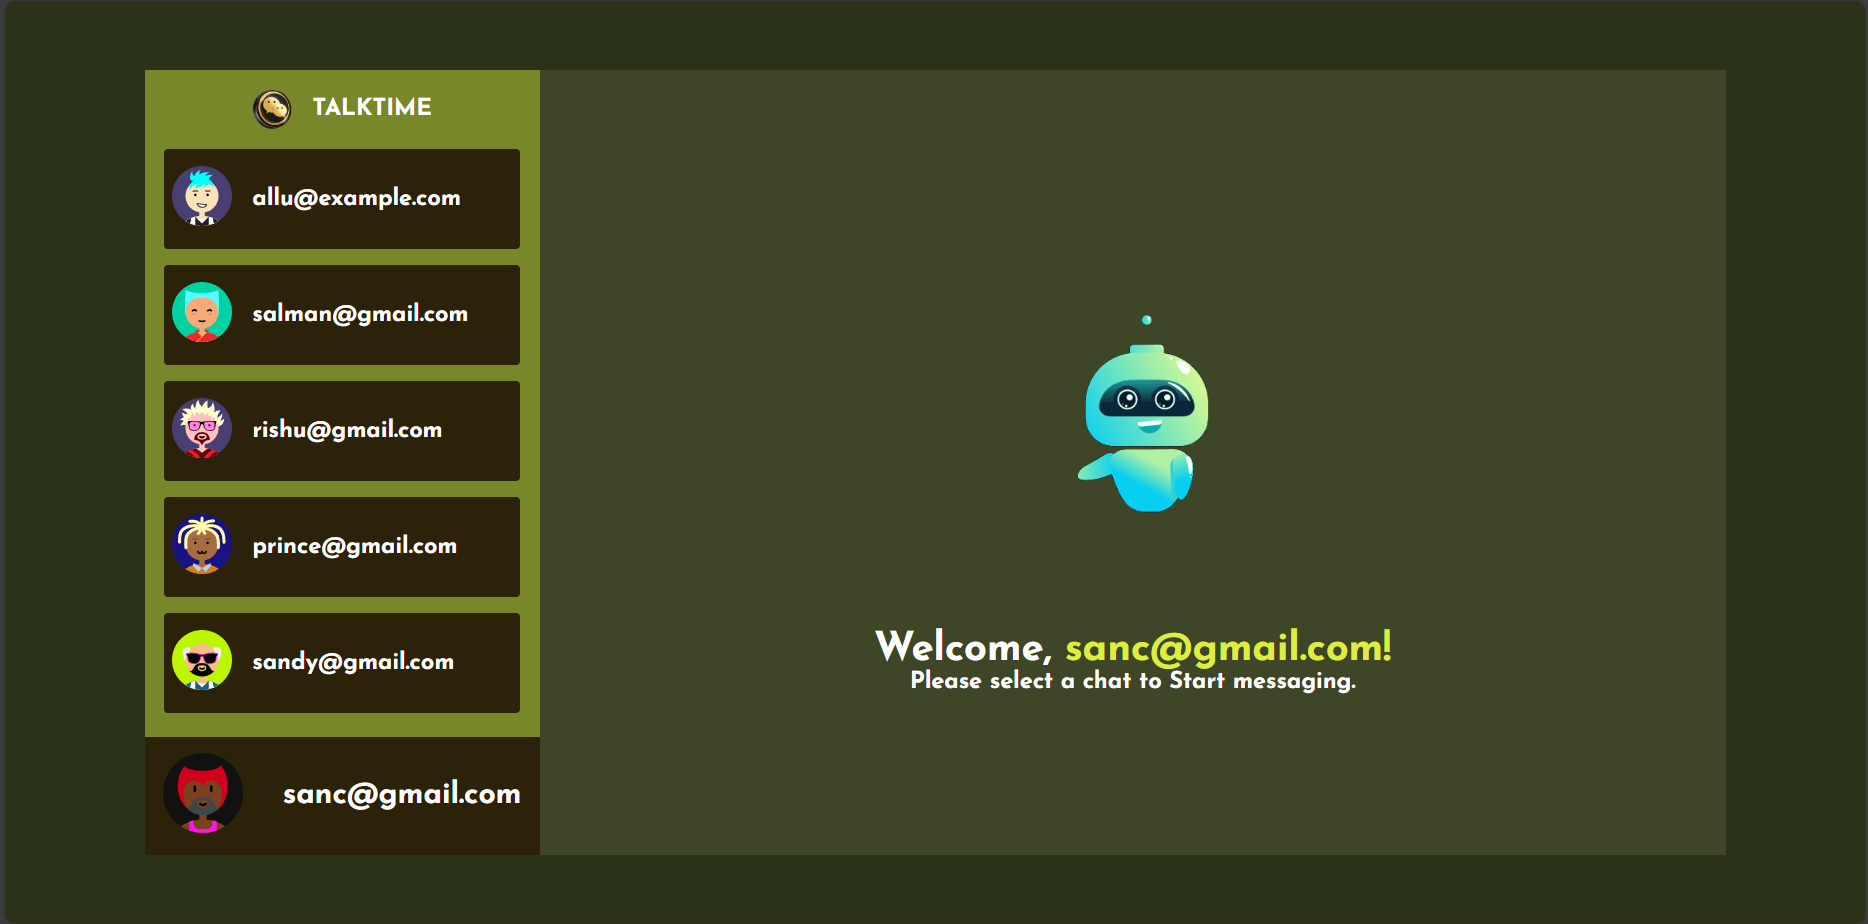 TALKTIME
allu@example.com
salman@gmail.com
rishu@gmail.com
prince@gmail.com
sandy@gmail.com
sanc@gmail.com
Welcome, sanc@gmail.com!
Please select a chat to Start messaging.